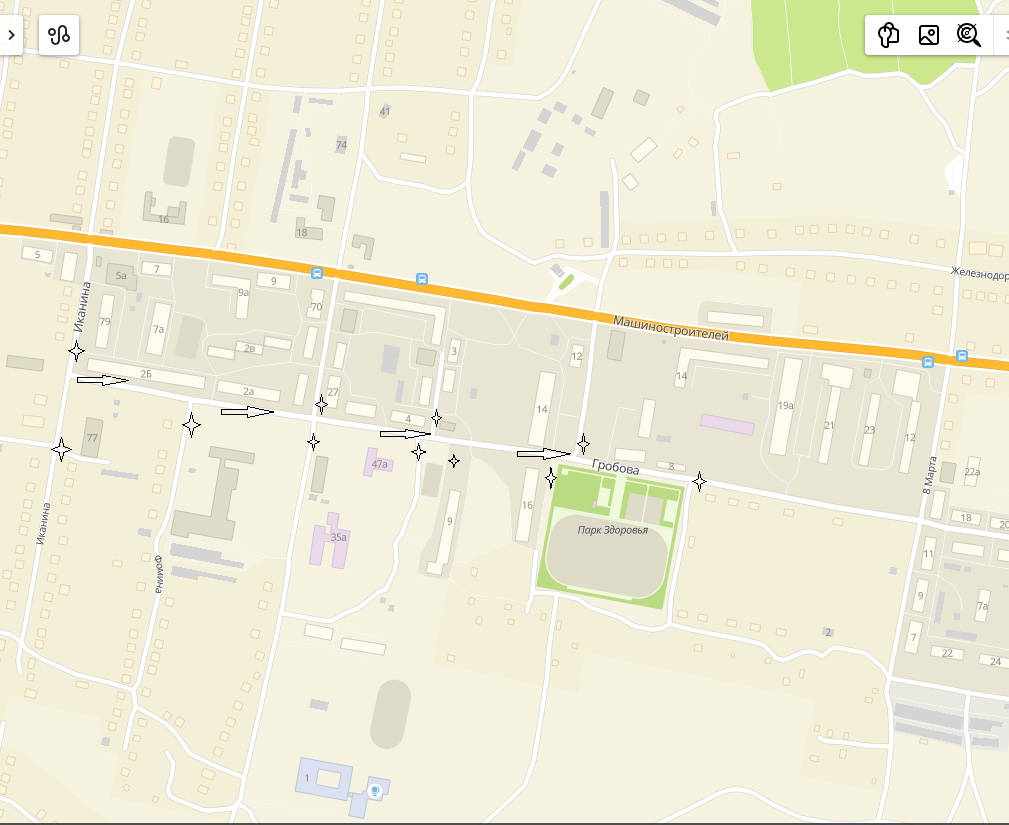 41
74
16
18
5
5а
7
9
9а
70
Железнодор
Иканина
79
7а
2В
3
12
Машиностроителей
14
14
2Б
2а
27
4
19а
21
23
12
77
47а
Гробова
8
8 Марта
22а
9
16
Парк Здоровья
18
20
Иканина
35а
Фомина
11
9
7а
7
2
22
24
1